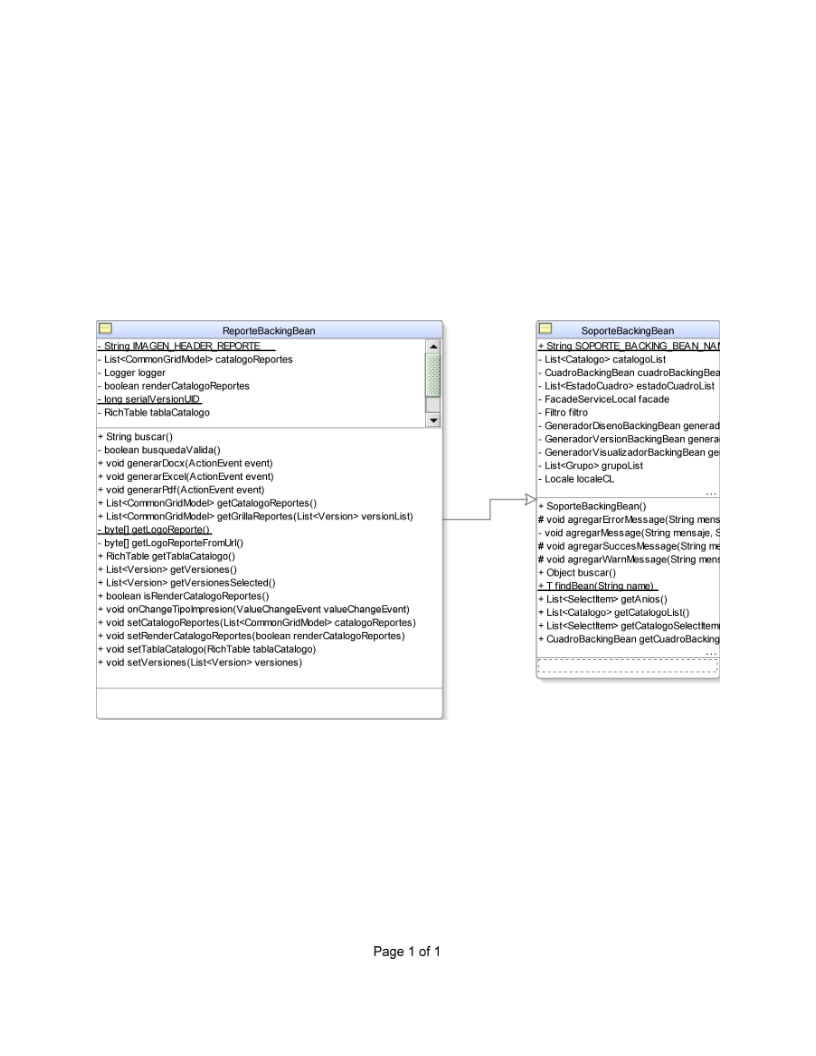 ReporteBackingBean
- String IMAGEN_HEADER_REPORTE
- List<CommonGridModel> catalogoReportes
- Logger logger
- boolean renderCatalogoReportes
- long serialVersionUID
- RichTable tablaCatalogo
+ String buscar()
- boolean busquedaValida()
+ void generarDocx(ActionEvent event)
+ void generarExcel(ActionEvent event)
+ void generarPdf(ActionEvent event)
+ List<CommonGridModel> getCatalogoReportes()
+ List<CommonGridModel> getGrillaReportes(List<Version> versionList)
- byte[] getLogoReporte()
- byte[] getLogoReporteFromUrl()
+ RichTable getTablaCatalogo()
+ List<Version> getVersiones()
+ List<Version> getVersionesSelected()
+ boolean isRenderCatalogoReportes()
+ void onChangeTipoImpresion(ValueChangeEvent valueChangeEvent)
+ void setCatalogoReportes(List<CommonGridModel> catalogoReportes)
+ void setRenderCatalogoReportes(boolean renderCatalogoReportes)
+ void setTablaCatalogo(RichTable tablaCatalogo)
+ void setVersiones(List<Version> versiones)
SoporteBackingBean
+ String SOPORTE_BACKING_BEAN_NA
- List<Catalogo> catalogoList
- CuadroBackingBean cuadroBackingBea
- List<EstadoCuadro> estadoCuadroList
- FacadeServiceLocal facade
- Filtro filtro
- GeneradorDisenoBackingBean generad
- GeneradorVersionBackingBean genera
- GeneradorVisualizadorBackingBean ge
- List<Grupo> grupoList
- Locale localeCL
...
+ SoporteBackingBean()
# void agregarErrorMessage(String mens
- void agregarMessage(String mensaje, S
# void agregarSuccesMessage(String me
# void agregarWarnMessage(String mens
+ Object buscar()
+ T findBean(String name)
+ List<SelectItem> getAnios()
+ List<Catalogo> getCatalogoList()
+ List<SelectItem> getCatalogoSelectItem
+ CuadroBackingBean getCuadroBacking
...
Page 1 of 1